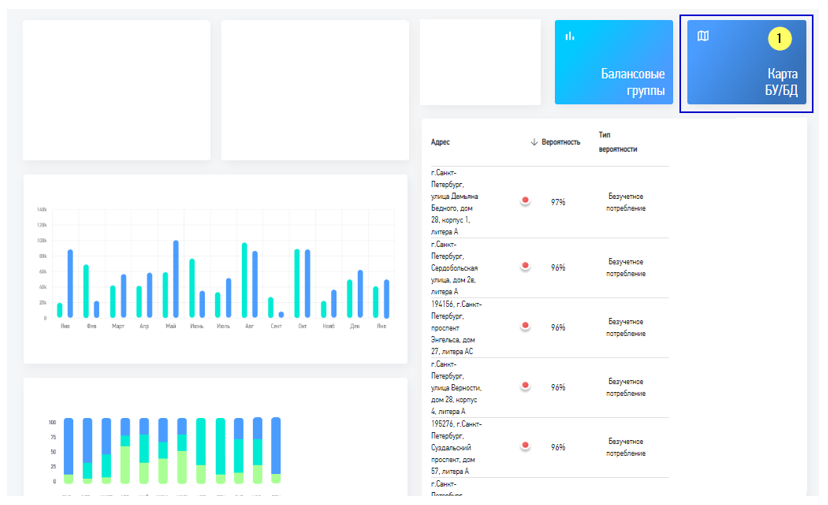 Балансовые
группы
1
Карта
БУ/БД
Адрес
Вероятность
Тип
вероятности
г.Санкт-
Петербург,
улица Демьяна
Бедного, дом
28, корпус 1,
литера А
97%
Безучетное
потребление
г.Санкт-
Петербург,
Сердобольская
улица, дом 2в,
литера А
96%
Безучетное
потребление
194156, г.Санкт-
Петербург,
проспект
Энгельса, дом
27, литера АС
96%
Безучетное
потребление
г.Санкт-
Петербург,
улица Верности,
дом 28, корпус
4, литера А
96%
Безучетное
потребление
195276, г.Санкт-
Петербург,
Суздальский
проспект, дом
57, литера А
96%
Безучетное
потребление
г.Санкт-
Петербург,
140k
120k
100k
80k
60k
40k
20k
0
Янв Фев Март Апр Май Июнь Июль Авг Сент Окт Нояб Дек Янв
100
75
50
25
0